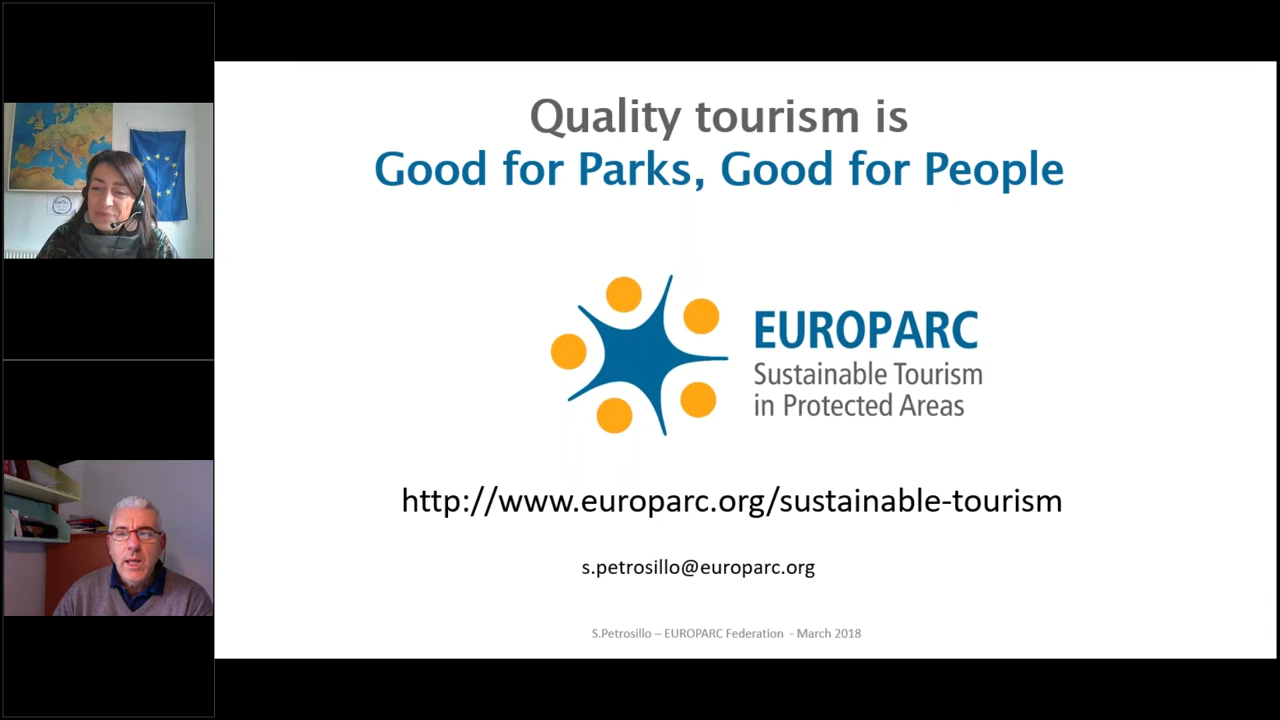 Quality tourism is
Good for Parks, Good for People
EUROPARC
Sustainable Tourism
in Protected Areas
http://www.europarc.org/sustainable-tourism
s.petrosillo@europarc.org
S.Petrosillo – EUROPARC Federation - March 2018